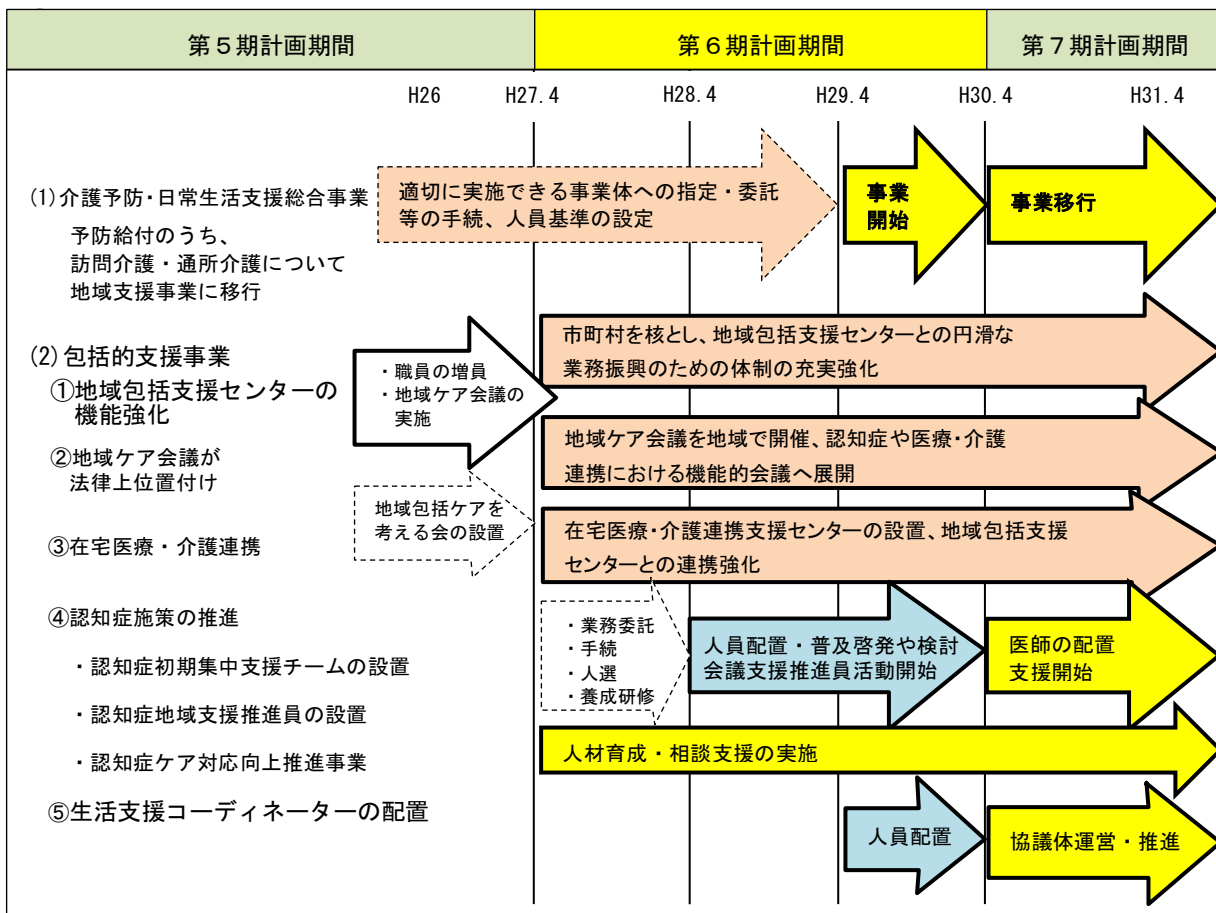 第５期計画期間
第６期計画期間
第７期計画期間
H26
H27.4
H28.4
H29.4
H30.4
H31.4
(1)介護予防・日常生活支援総合事業
予防給付のうち、
訪問介護・通所介護について
地域支援事業に移行
適切に実施できる事業体への指定・委託
等の手続、人員基準の設定
事業
開始
事業移行
(2)包括的支援事業
①地域包括支援センターの
機能強化
・職員の増員
・地域ケア会議の
実施
市町村を核とし、地域包括支援センターとの円滑な
業務振興のための体制の充実強化
②地域ケア会議が
法律上位置付け
地域ケア会議を地域で開催、認知症や医療・介護
連携における機能的会議へ展開
③在宅医療・介護連携
地域包括ケアを
考える会の設置
在宅医療・介護連携支援センターの設置、地域包括支援
センターとの連携強化
④認知症施策の推進
・認知症初期集中支援チームの設置
・認知症地域支援推進員の設置
・認知症ケア対応向上推進事業
・業務委託
・手続
・人選
・養成研修
人員配置・普及啓発や検討
会議支援推進員活動開始
医師の配置
支援開始
人材育成・相談支援の実施
⑤生活支援コーディネーターの配置
人員配置
協議体運営・推進